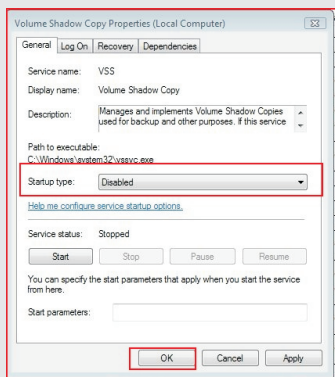 Volume Shadow Copy Properties (Local Computer)
General Log On Recovery Dependencies
Service name: VSS
Display name: Volume Shadow Copy
Description: Manages and implements Volume Shadow Copies
used for backup and other purposes. If this service
Path to executable:
C:\Windows\system32\vssvc.exe
Startup type: Disabled
Help me configure service startup options.
Service status: Stopped
Start Stop Pause Resume
You can specify the start parameters that apply when you start the service
from here.
Start parameters:
OK Cancel Apply